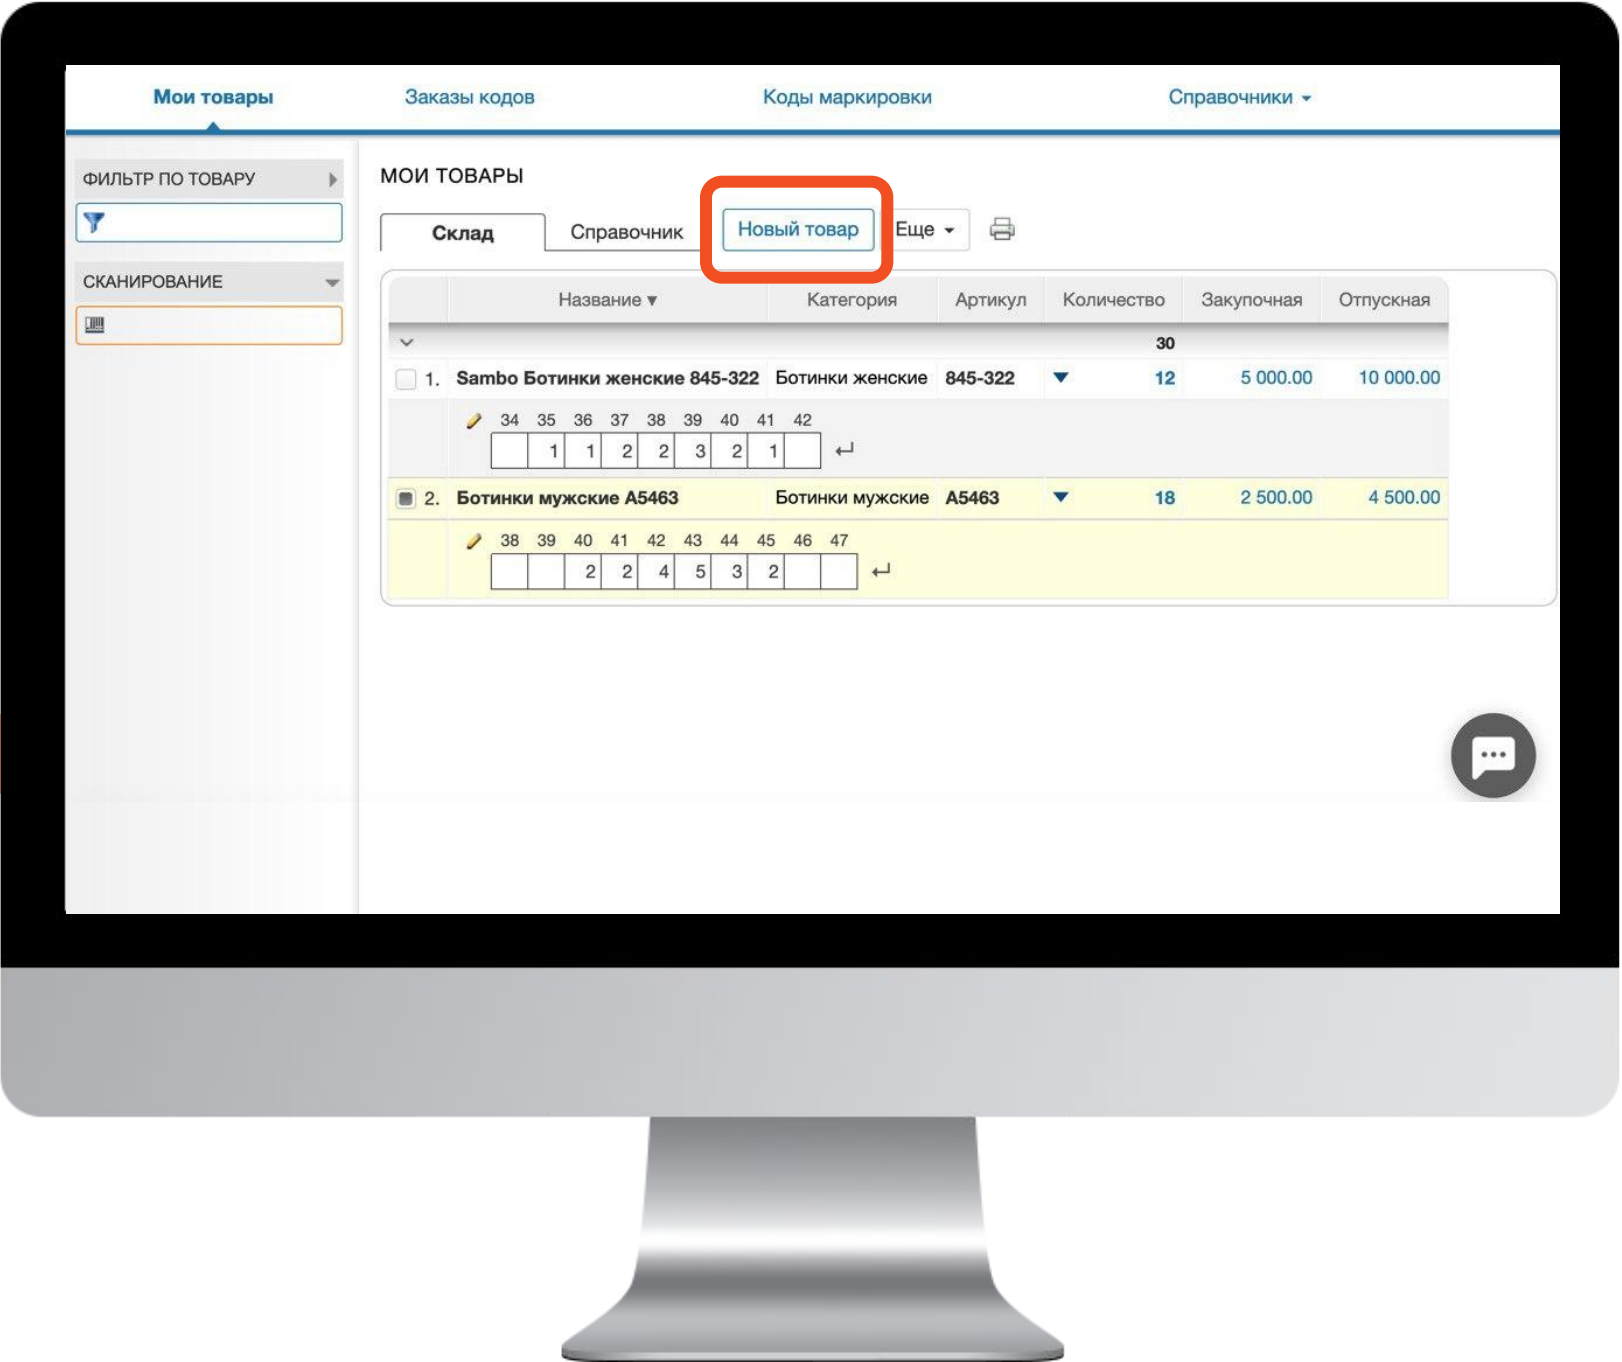 Мои товары Заказы кодов Коды маркировки Справочники
ФИЛЬТР ПО ТОВАРУ
СКАНИРОВАНИЕ
МОИ ТОВАРЫ
Склад Справочник Новый товар Еще
Название Категория Артикул Количество Закупочная Отпускная
30
1. Sambo Ботинки женские 845-322 Ботинки женские 845-322 12 5 000.00 10 000.00
34 35 36 37 38 39 40 41 42
1 1 2 2 3 2 1
2. Ботинки мужские A5463 Ботинки мужские A5463 18 2 500.00 4 500.00
38 39 40 41 42 43 44 45 46 47
2 2 4 5 3 2